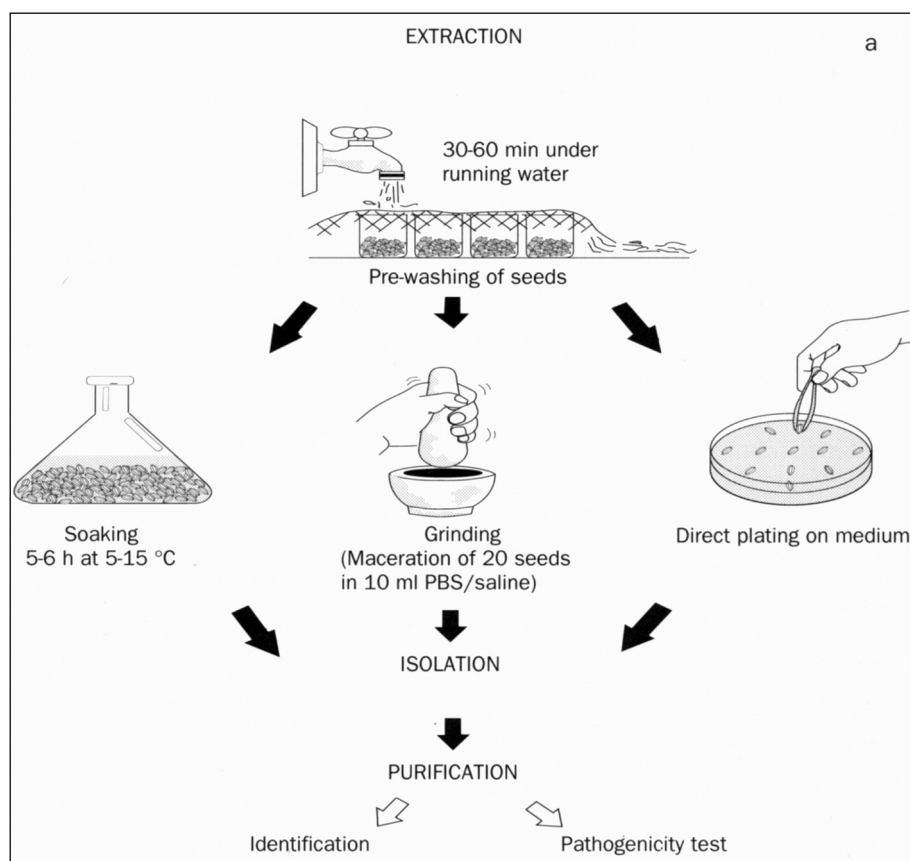 EXTRACTION
a
30-60 min under
running water
Pre-washing of seeds
Soaking
5-6 h at 5-15 °C
Grinding
(Maceration of 20 seeds
in 10 ml PBS/saline)
Direct plating on medium
ISOLATION
PURIFICATION
Identification
Pathogenicity test